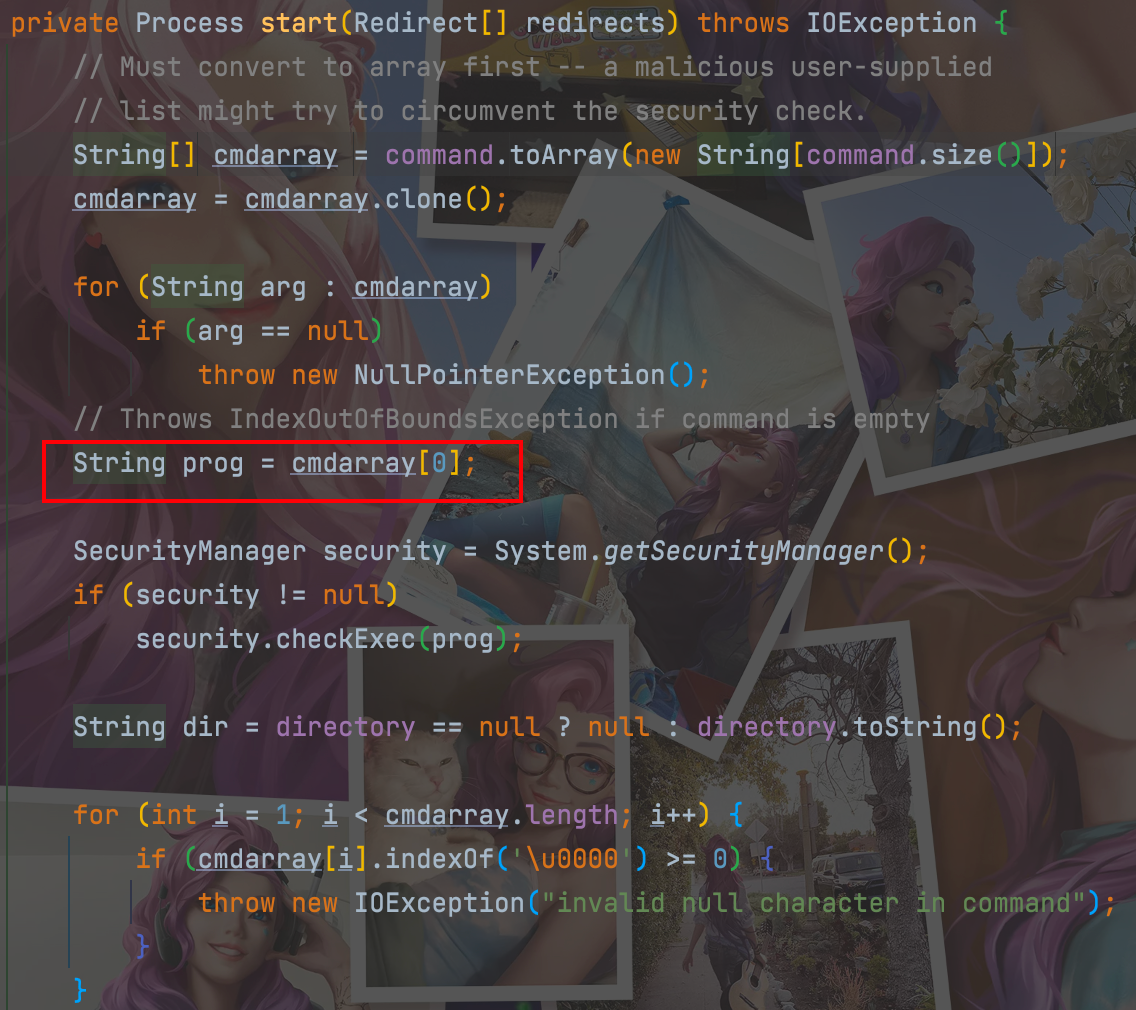 private Process start(Redirect[] redirects) throws IOException {
// Must convert to array first -- a malicious user-supplied
// list might try to circumvent the security check.
String[] cmdarray = command.toArray(new String[command.size()]);
cmdarray = cmdarray.clone();
for (String arg : cmdarray)
if (arg == null)
throw new NullPointerException();
// Throws IndexOutOfBoundsException if command is empty
String prog = cmdarray[0];
SecurityManager security = System.getSecurityManager();
if (security != null)
security.checkExec(prog);
String dir = directory == null ? null : directory.toString();
for (int i = 1; i < cmdarray.length; i++) {
if (cmdarray[i].indexOf('\u0000') >= 0) {
throw new IOException("invalid null character in command");
}
}